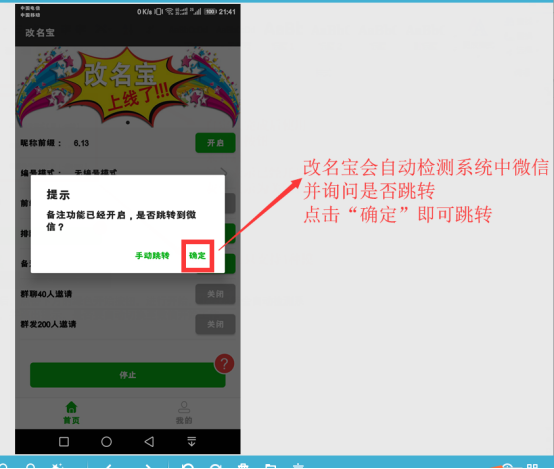 中国电信
中国移动
0 K/s
100
21:41
改名宝
改名宝
上线了!!!
昵称前缀： 6.13
开启
编号模式： 无编号模式
前
提示
备注功能已经开启，是否跳转到微
信？
手动跳转
确定
排
备
改名宝会自动检测系统中微信
并询问是否跳转
点击“确定”即可跳转
群聊40人邀请
关闭
群发200人邀请
关闭
停止
?
首页
我的